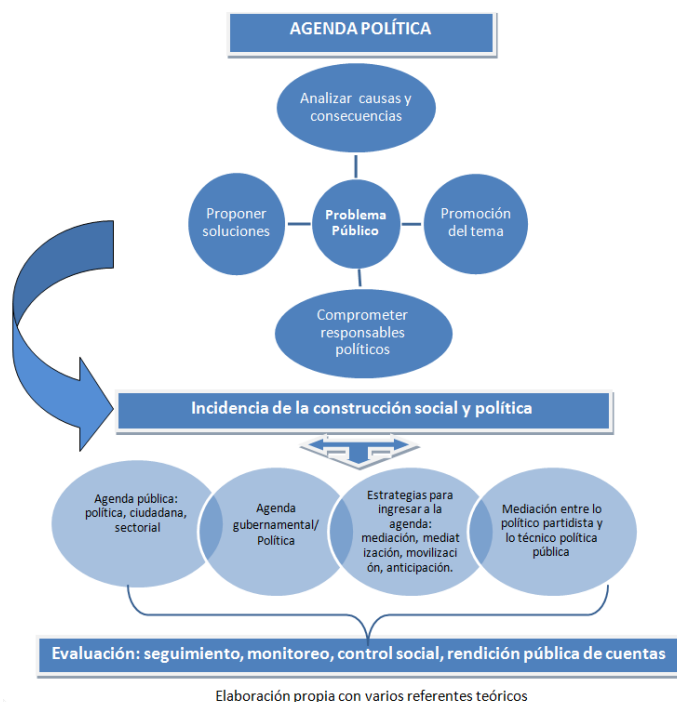 AGENDA POLÍTICA
Analizar causas y
consecuencias
Proponer
soluciones
Problema
Público
Promoción
del tema
Comprometer
responsables
políticos
Incidencia de la construcción social y política
Agenda pública:
política, ciudadana,
sectorial
Agenda
gubernamental/
Política
Estrategias para
ingresar a la
agenda:
mediación, mediat
ización, movilizaci
ón, anticipación.
Mediación entre lo
político partidista y
lo técnico política
pública
Evaluación: seguimiento, monitoreo, control social, rendición pública de cuentas
Elaboración propia con varios referentes teóricos